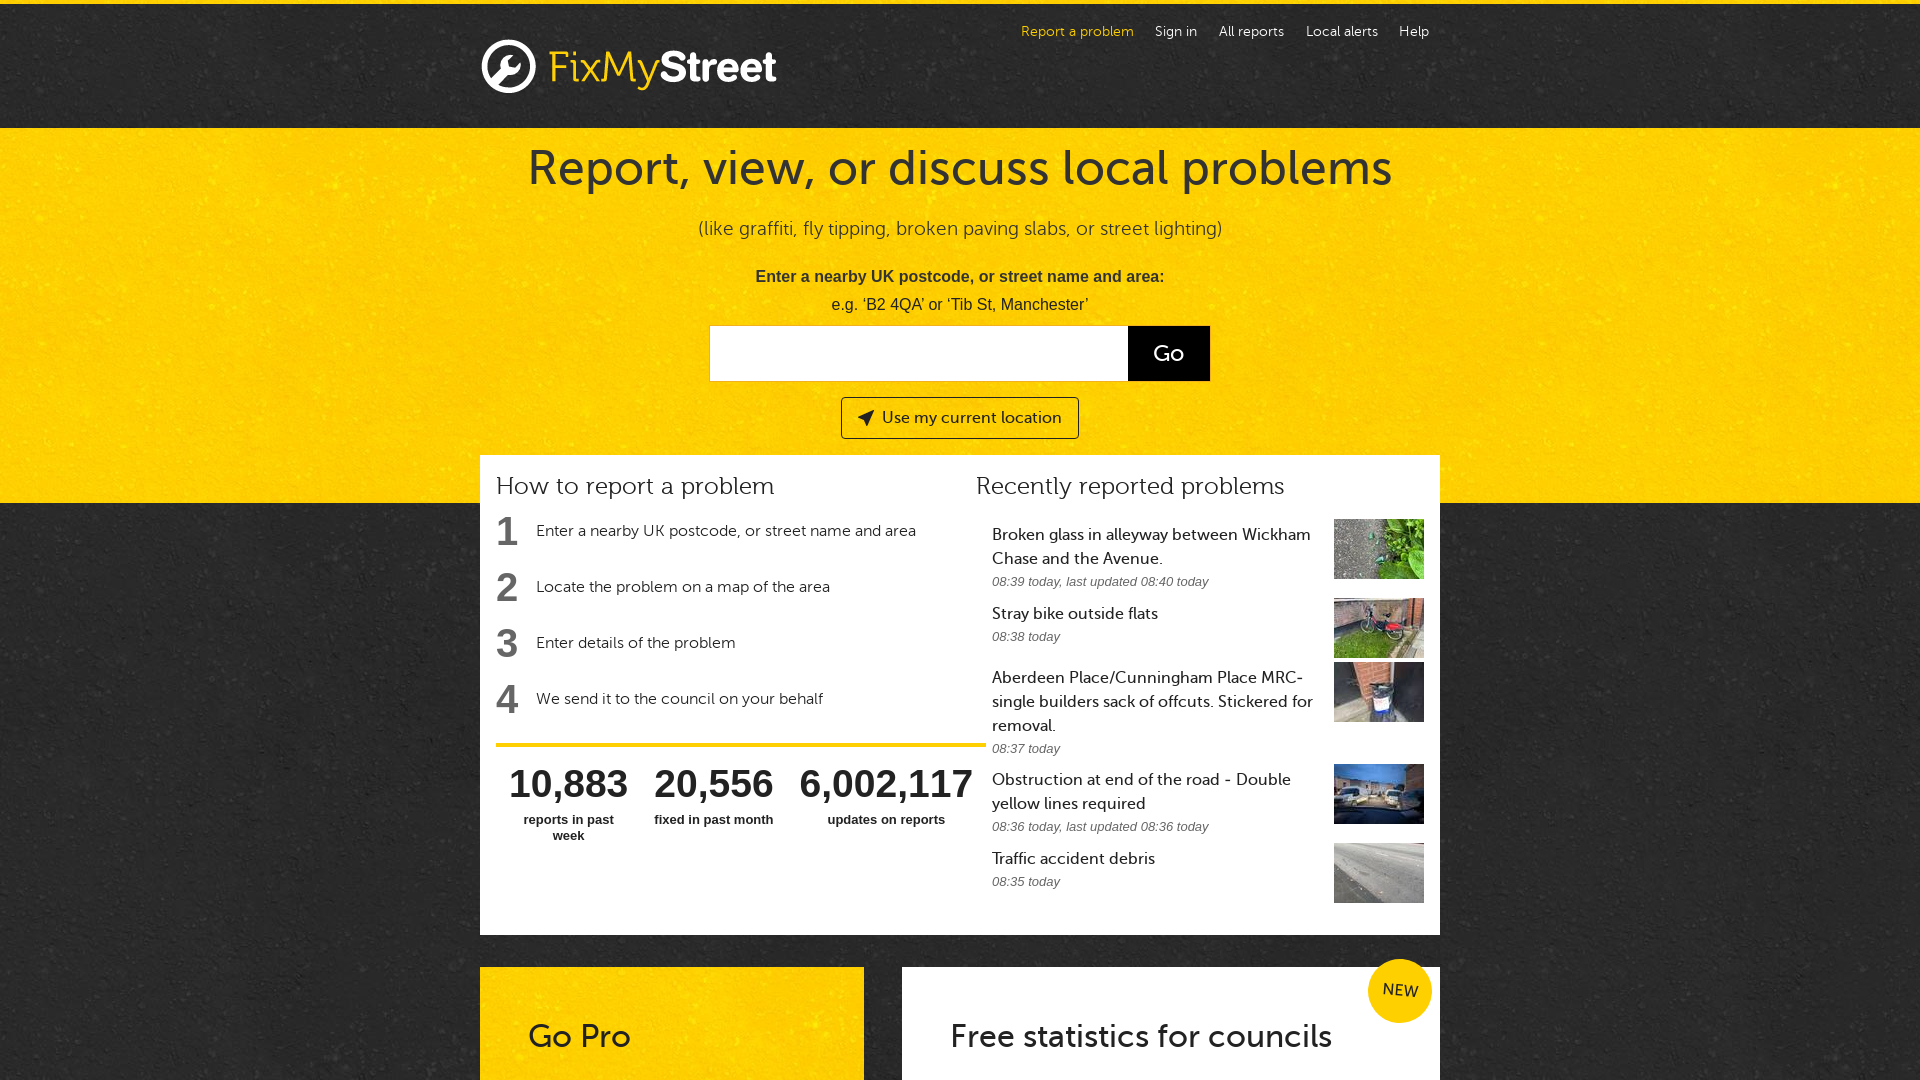 Report a problem
Sign in
All reports
Local alerts
Help
FixMyStreet
Report, view, or discuss local problems
(like graffiti, fly tipping, broken paving slabs, or street lighting)
Enter a nearby UK postcode, or street name and area:
e.g. ‘B2 4QA’ or ‘Tib St, Manchester’
Go
Use my current location
How to report a problem
1 Enter a nearby UK postcode, or street name and area
2 Locate the problem on a map of the area
3 Enter details of the problem
4 We send it to the council on your behalf
10,883
reports in past
week
20,556
fixed in past month
6,002,117
updates on reports
Recently reported problems
Broken glass in alleyway between Wickham
Chase and the Avenue.
08:39 today, last updated 08:40 today
Stray bike outside flats
08:38 today
Aberdeen Place/Cunningham Place MRC-
single builders sack of offcuts. Stickered for
removal.
08:37 today
Obstruction at end of the road - Double
yellow lines required
08:36 today, last updated 08:36 today
Traffic accident debris
08:35 today
Go Pro
NEW
Free statistics for councils